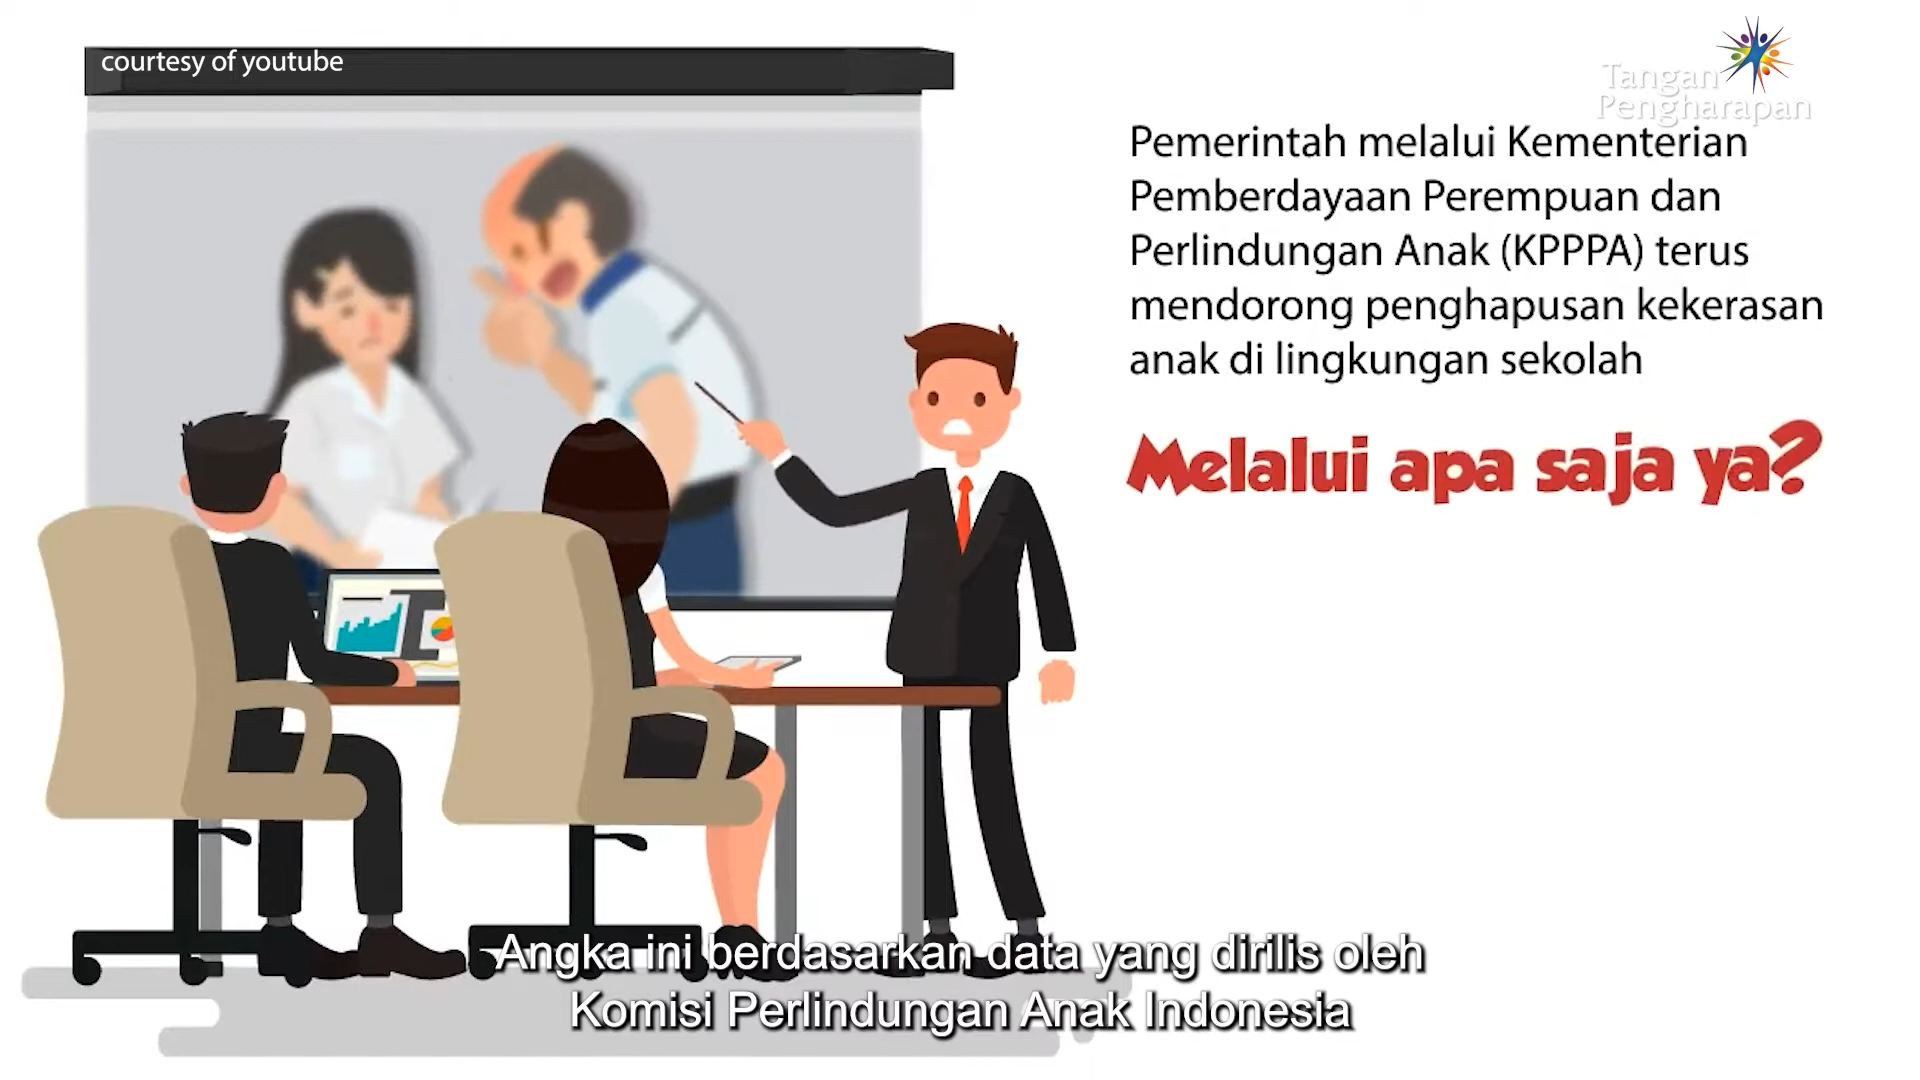 courtesy of youtube
Tangan
Pengharapan
Pemerintah melalui Kementerian
Pemberdayaan Perempuan dan
Perlindungan Anak (KPPPA) terus
mendorong penghapusan kekerasan
anak di lingkungan sekolah
Melalui apa saja ya?
Angka ini berdasarkan data yang dirilis oleh
Komisi Perlindungan Anak Indonesia